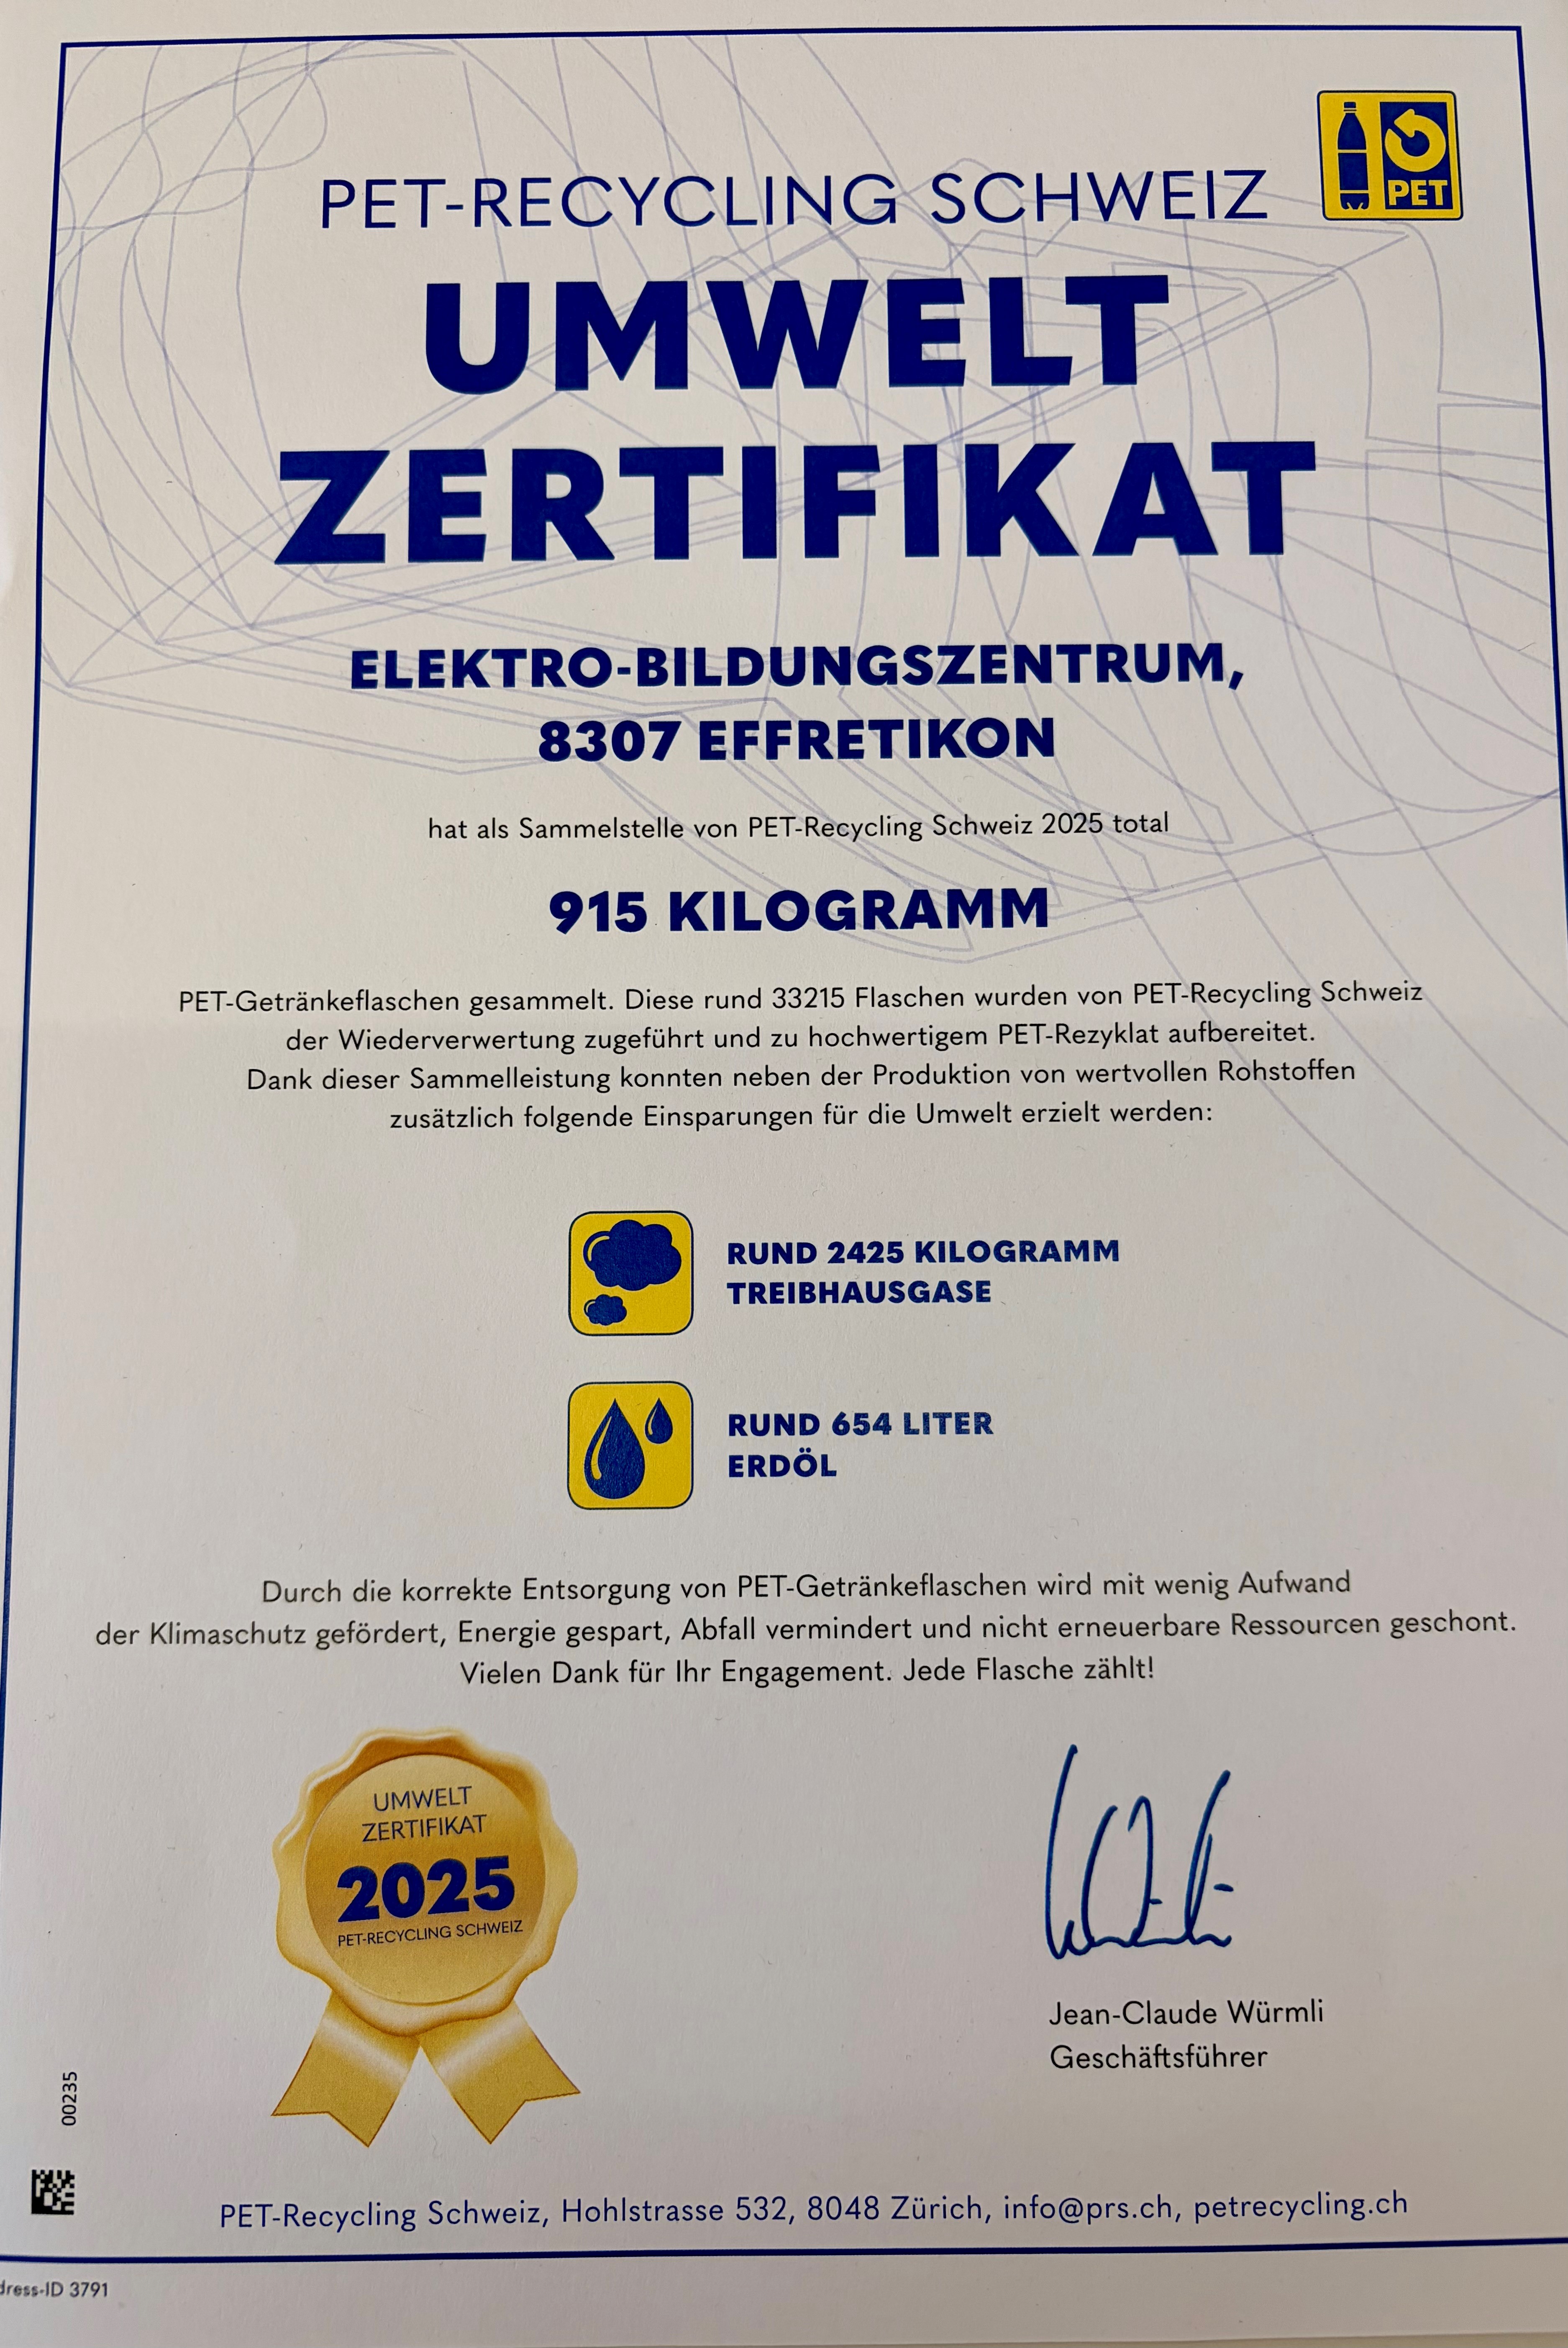 PET
PET-RECYCLING SCHWEIZ
UMWELT
ZERTIFIKAT
ELEKTRO-BILDUNGSZENTRUM,
8307 EFFRETIKON
hat als Sammelstelle von PET-Recycling Schweiz 2025 total
915 KILOGRAMM
PET-Getränkeflaschen gesammelt. Diese rund 33215 Flaschen wurden von PET-Recycling Schweiz
der Wiederverwertung zugeführt und zu hochwertigem PET-Rezyklat aufbereitet.
Dank dieser Sammelleistung konnten neben der Produktion von wertvollen Rohstoffen
zusätzlich folgende Einsparungen für die Umwelt erzielt werden:
RUND 2425 KILOGRAMM
TREIBHAUSGASE
RUND 654 LITER
ERDÖL
Durch die korrekte Entsorgung von PET-Getränkeflaschen wird mit wenig Aufwand
der Klimaschutz gefördert, Energie gespart, Abfall vermindert und nicht erneuerbare Ressourcen geschont.
Vielen Dank für Ihr Engagement. Jede Flasche zählt!
UMWELT
ZERTIFIKAT
2025
PET-RECYCLING SCHWEIZ
Jean-Claude Würmli
Geschäftsführer
00235
PET-Recycling Schweiz, Hohlstrasse 532, 8048 Zürich, info@prs.ch, petrecycling.ch
dress-ID 3791